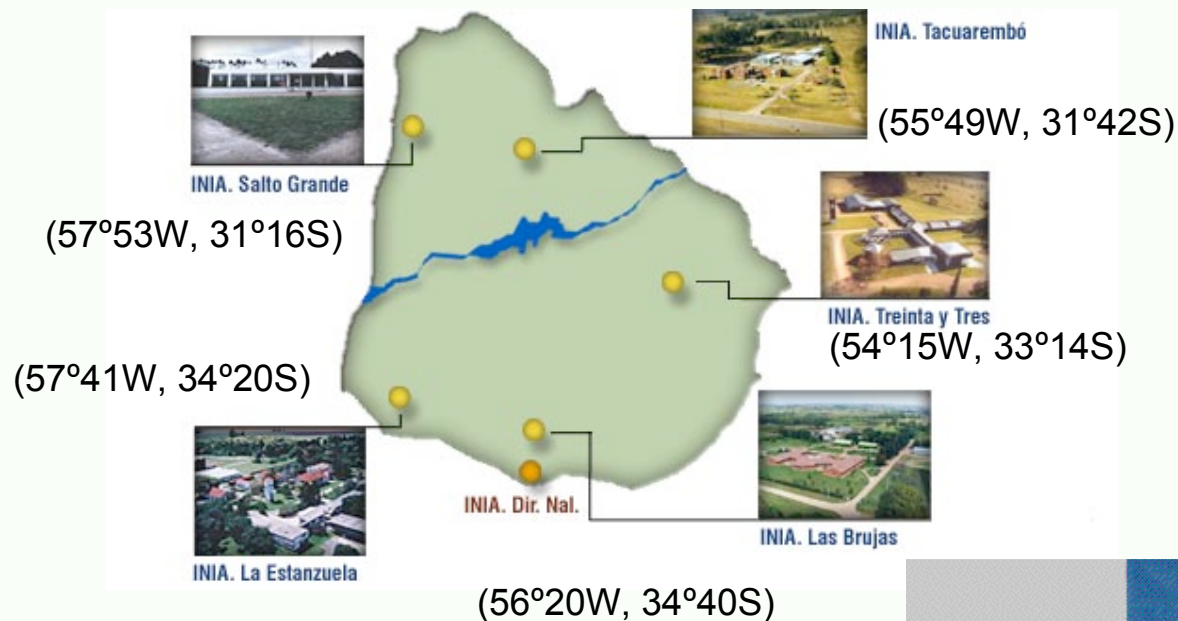 INIA. Tacuarembó
(55º49W, 31º42S)
INIA. Salto Grande
(57º53W, 31º16S)
INIA. Treinta y Tres
(54º15W, 33º14S)
(57º41W, 34º20S)
INIA. Dir. Nal.
INIA. Las Brujas
INIA. La Estanzuela
(56º20W, 34º40S)